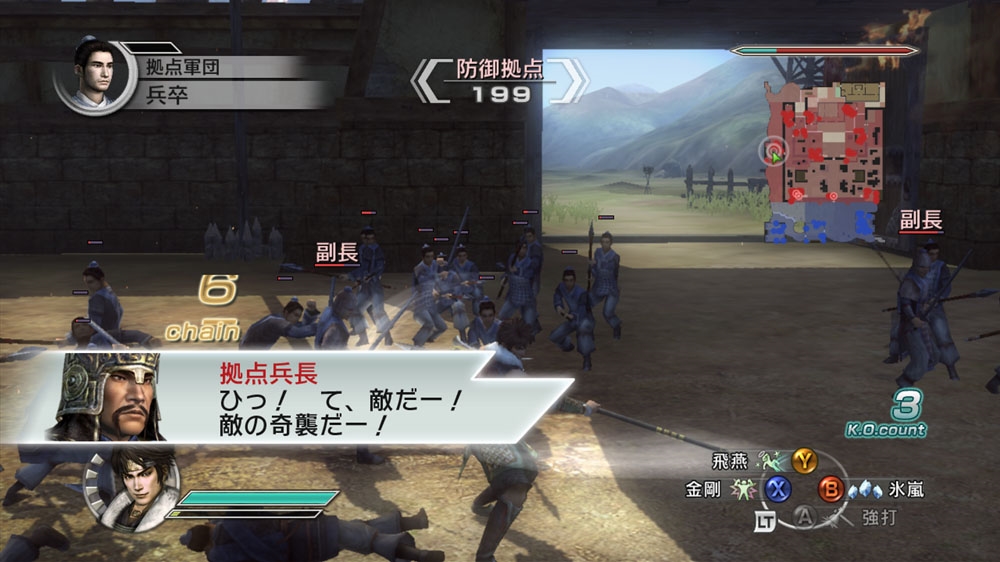 拠点軍団
兵卒
防御拠点
199
副長
副長
6
chain
拠点兵長
ひっ！　て、敵だー！
敵の奇襲だー！
3
K.O.count
飛燕 Y
金剛 X B 氷嵐
LT A 強打